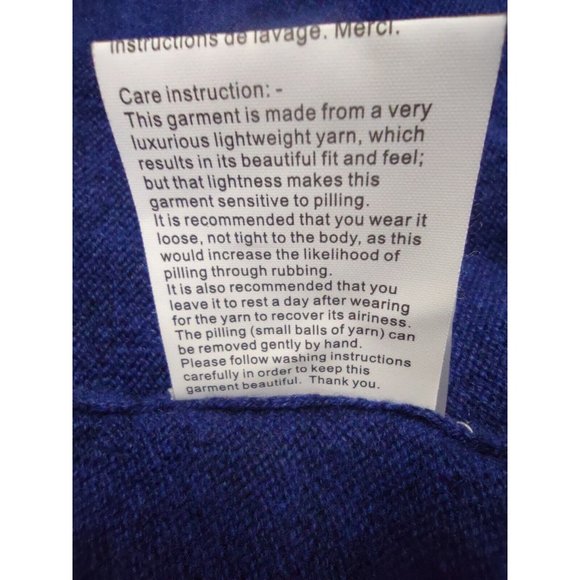 instructions de lavage. Merci.
Care instruction: -
This garment is made from a very
luxurious lightweight yarn, which
results in its beautiful fit and feel;
but that lightness makes this
garment sensitive to pilling.
It is recommended that you wear it
loose, not tight to the body, as this
would increase the likelihood of
pilling through rubbing.
It is also recommended that you
leave it to rest a day after wearing
for the yarn to recover its airiness.
The pilling (small balls of yarn) can
be removed gently by hand.
Please follow washing instructions
carefully in order to keep this
garment beautiful. Thank you.